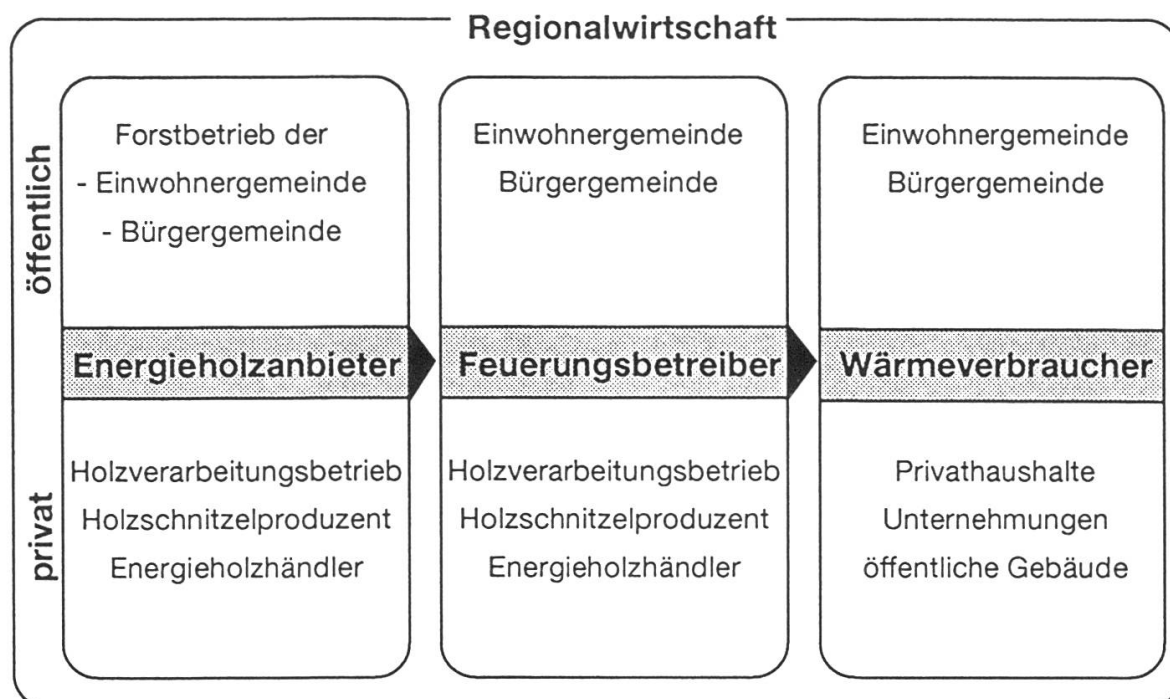 Regionalwirtschaft
öffentlich
Forstbetrieb der
- Einwohnergemeinde
- Bürgergemeinde
Einwohnergemeinde
Bürgergemeinde
Einwohnergemeinde
Bürgergemeinde
Energieholzanbieter
Feuerungsbetreiber
Wärmeverbraucher
privat
Holzverarbeitungsbetrieb
Holzschnitzelproduzent
Energieholzhändler
Holzverarbeitungsbetrieb
Holzschnitzelproduzent
Energieholzhändler
Privathaushalte
Unternehmungen
öffentliche Gebäude